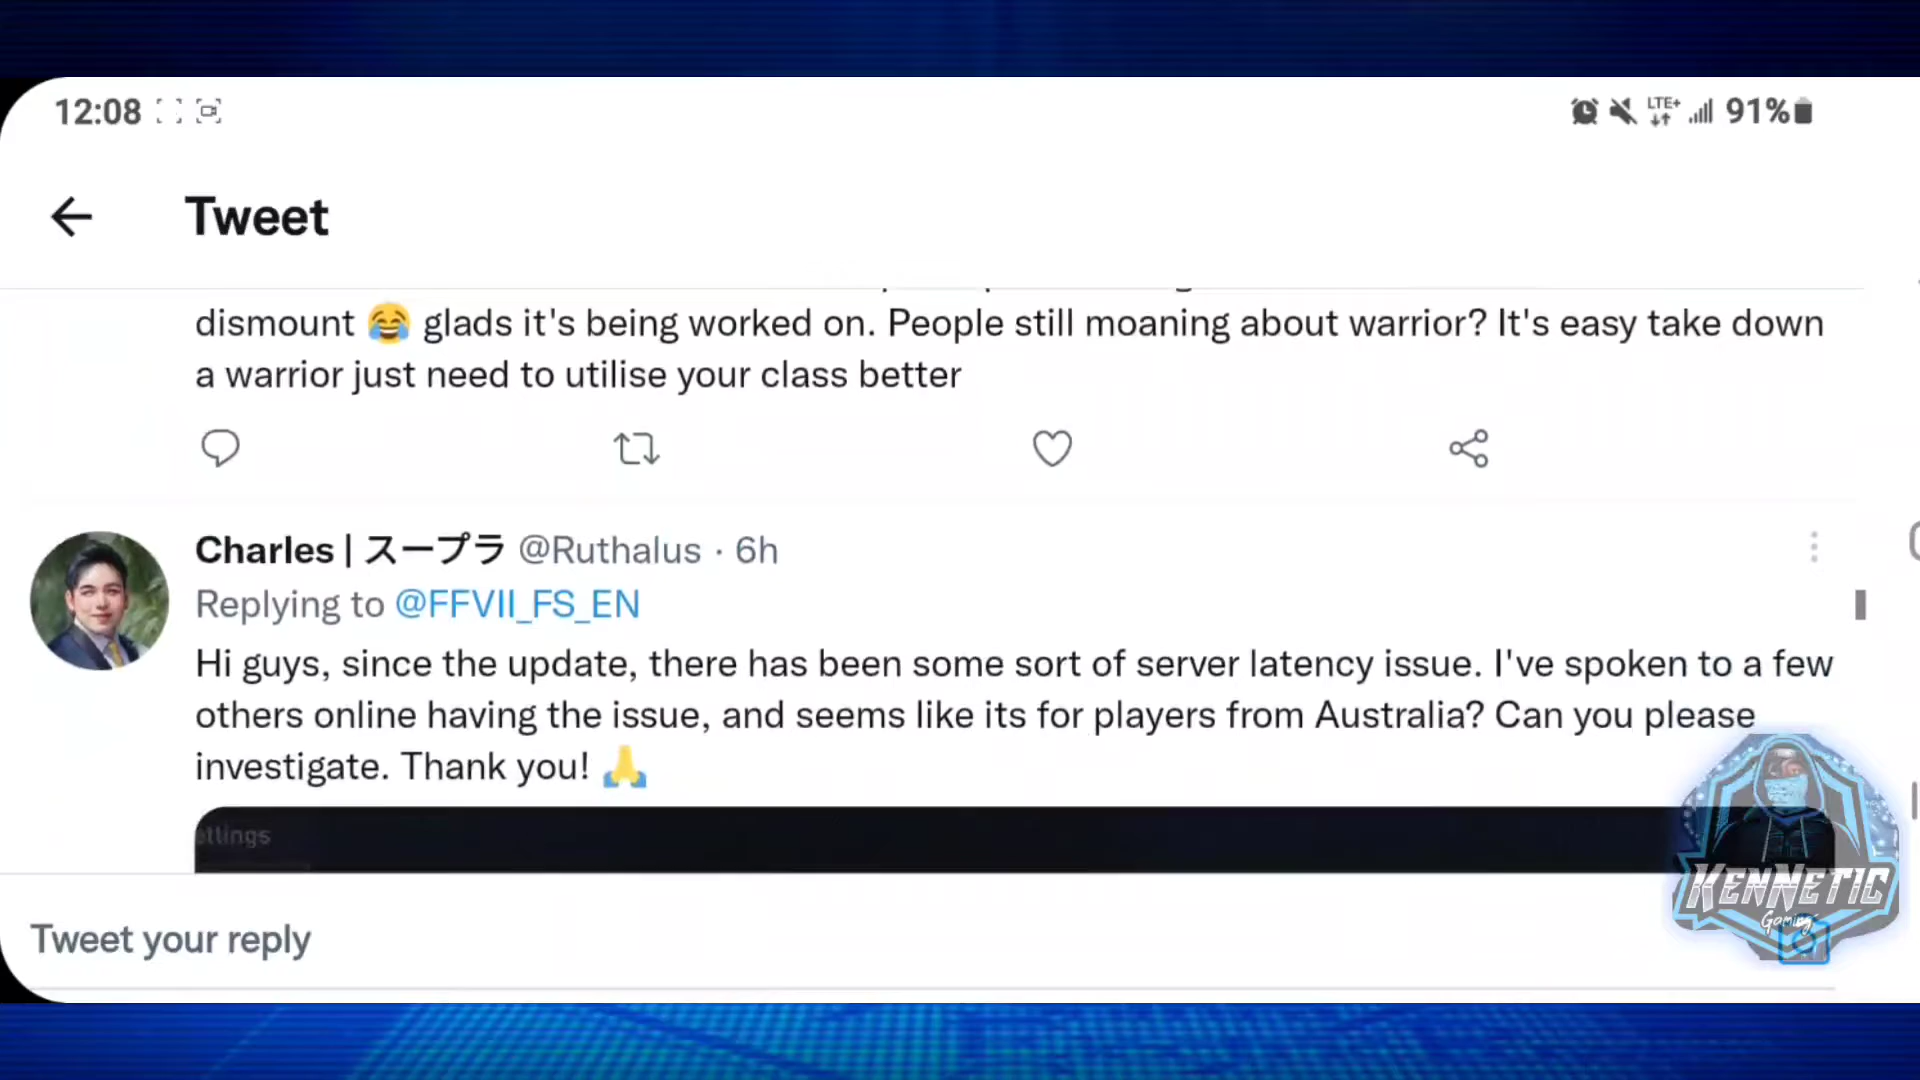 12:08 LTE+ 91%
Tweet
dismount 😂 glads it's being worked on. People still moaning about warrior? It's easy take down
a warrior just need to utilise your class better
Charles | スープラ @Ruthalus · 6h
Replying to @FFVII_FS_EN
Hi guys, since the update, there has been some sort of server latency issue. I've spoken to a few
others online having the issue, and seems like its for players from Australia? Can you please
investigate. Thank you! 🙏
ettings
KENNETIC
Gaming
Tweet your reply